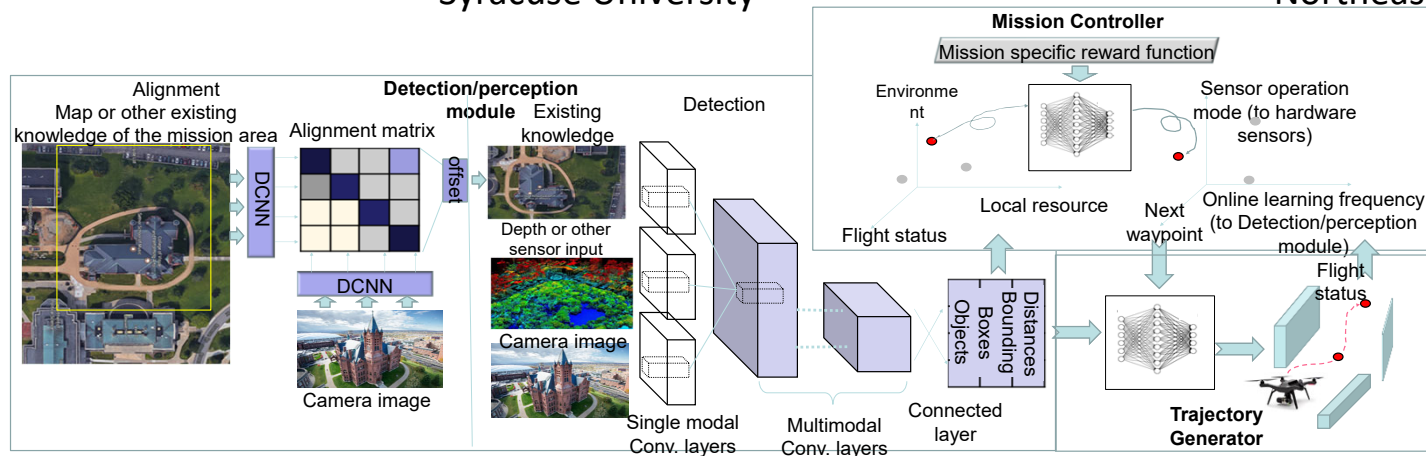 Syracuse University
Mission Controller
Mission specific reward function
Environme
nt
Sensor operation
mode (to hardware
sensors)
Local resource
Flight status
Next
waypoint
Online learning frequency
(to Detection/perception
module)
Alignment
Map or other existing
knowledge of the mission area
DCNN
Alignment matrix
offset
DCNN
Camera image
Detection/perception
module
Existing
knowledge
Depth or other
sensor input
Camera image
Detection
Single modal
Conv. layers
Multimodal
Conv. layers
Connected
layer
Distances
Bounding
Boxes
Objects
Flight
status
Trajectory
Generator